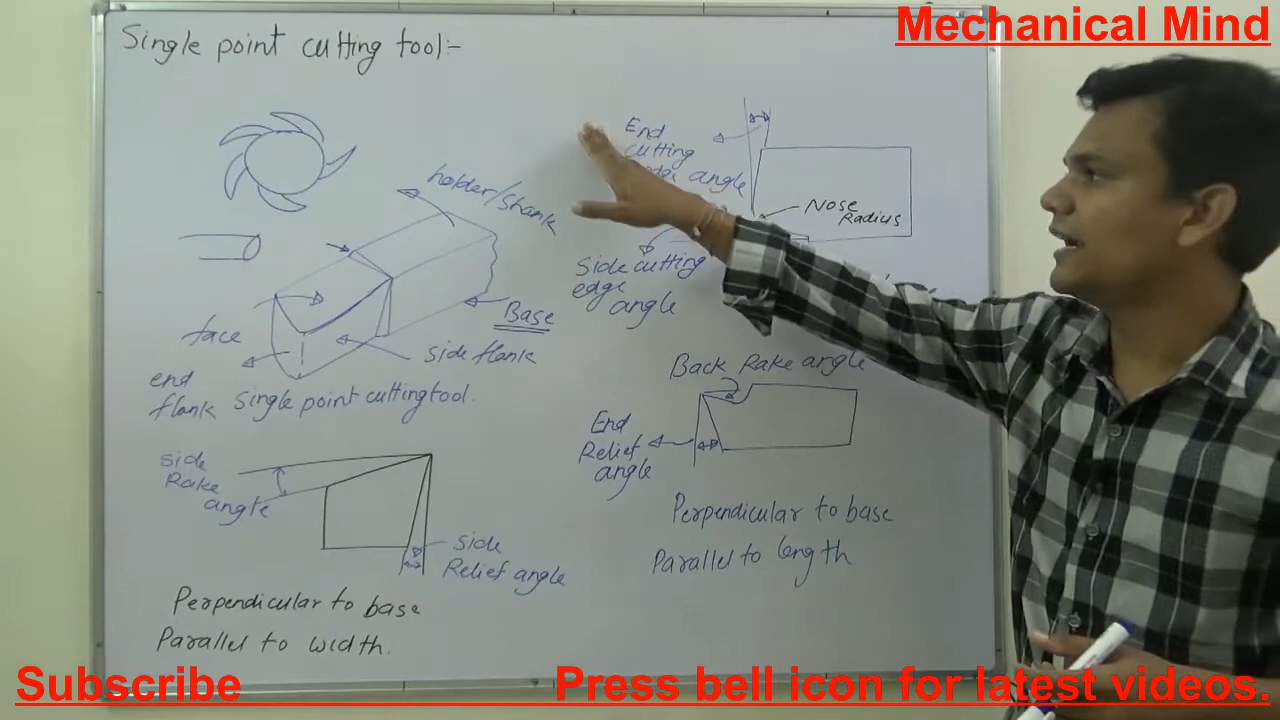 Mechanical Mind
Single point cutting tool:-
End
cutting
edge angle
holder/shank
Nose
Radius
Side cutting
edge
angle
Base
face
side flank
end
flank
Single point cutting tool.
Back Rake angle
End
Relief
angle
side
Rake
angle
side
Relief angle
Perpendicular to base
Parallel to length
Perpendicular to base
Parallel to width.
Subscribe
Press bell icon for latest videos.